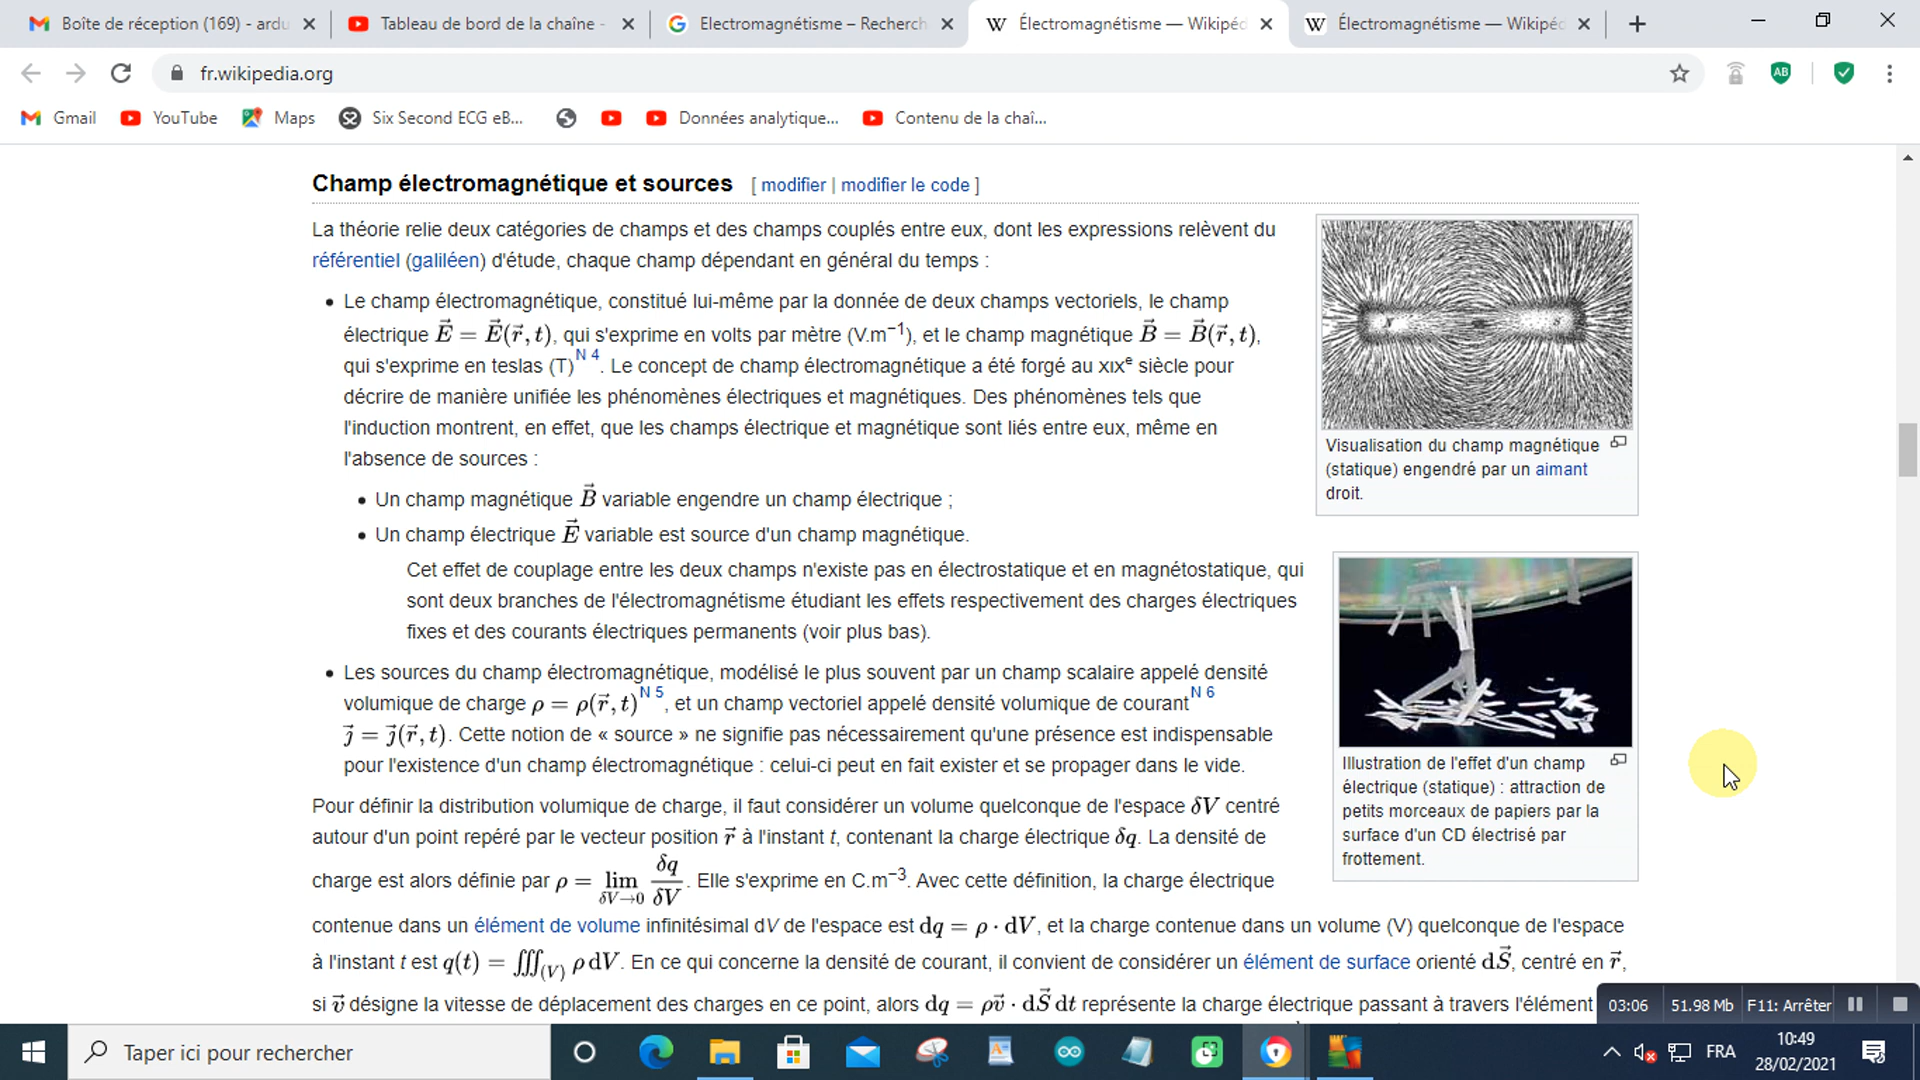 Boîte de réception (169) - ardu
Tableau de bord de la chaîne -
Electromagnétisme – Recherch
Électromagnétisme — Wikipéd
Électromagnétisme — Wikipéd
fr.wikipedia.org
Gmail
YouTube
Maps
Six Second ECG eB...
Données analytique...
Contenu de la chaî...
Champ électromagnétique et sources [ modifier | modifier le code ]
La théorie relie deux catégories de champs et des champs couplés entre eux, dont les expressions relèvent du
référentiel (galiléen) d'étude, chaque champ dépendant en général du temps :
• Le champ électromagnétique, constitué lui-même par la donnée de deux champs vectoriels, le champ
électrique E⃗ = E⃗(r⃗, t), qui s'exprime en volts par mètre (V.m⁻¹), et le champ magnétique B⃗ = B⃗(r⃗, t),
qui s'exprime en teslas (T)N 4. Le concept de champ électromagnétique a été forgé au XIXe siècle pour
décrire de manière unifiée les phénomènes électriques et magnétiques. Des phénomènes tels que
l'induction montrent, en effet, que les champs électrique et magnétique sont liés entre eux, même en
l'absence de sources :
• Un champ magnétique B⃗ variable engendre un champ électrique ;
• Un champ électrique E⃗ variable est source d'un champ magnétique.
Cet effet de couplage entre les deux champs n'existe pas en électrostatique et en magnétostatique, qui
sont deux branches de l'électromagnétisme étudiant les effets respectivement des charges électriques
fixes et des courants électriques permanents (voir plus bas).
• Les sources du champ électromagnétique, modélisé le plus souvent par un champ scalaire appelé densité
volumique de charge ρ = ρ(r⃗, t)N 5, et un champ vectoriel appelé densité volumique de courantN 6
j⃗ = j⃗(r⃗, t). Cette notion de « source » ne signifie pas nécessairement qu'une présence est indispensable
pour l'existence d'un champ électromagnétique : celui-ci peut en fait exister et se propager dans le vide.
Pour définir la distribution volumique de charge, il faut considérer un volume quelconque de l'espace δV centré
autour d'un point repéré par le vecteur position r⃗ à l'instant t, contenant la charge électrique δq. La densité de
charge est alors définie par ρ = lim δV→0 δq/δV. Elle s'exprime en C.m⁻³. Avec cette définition, la charge électrique
contenue dans un élément de volume infinitésimal dV de l'espace est dq = ρ · dV, et la charge contenue dans un volume (V) quelconque de l'espace
à l'instant t est q(t) = ∭(V) ρ dV. En ce qui concerne la densité de courant, il convient de considérer un élément de surface orienté dS⃗, centré en r⃗,
si v⃗ désigne la vitesse de déplacement des charges en ce point, alors dq = ρv⃗ · dS⃗ dt représente la charge électrique passant à travers l'élément
Visualisation du champ magnétique
(statique) engendré par un aimant
droit.
Illustration de l'effet d'un champ
électrique (statique) : attraction de
petits morceaux de papiers par la
surface d'un CD électrisé par
frottement.
03:06
51.98 Mb
F11: Arrêter
Taper ici pour rechercher
FRA
10:49
28/02/2021